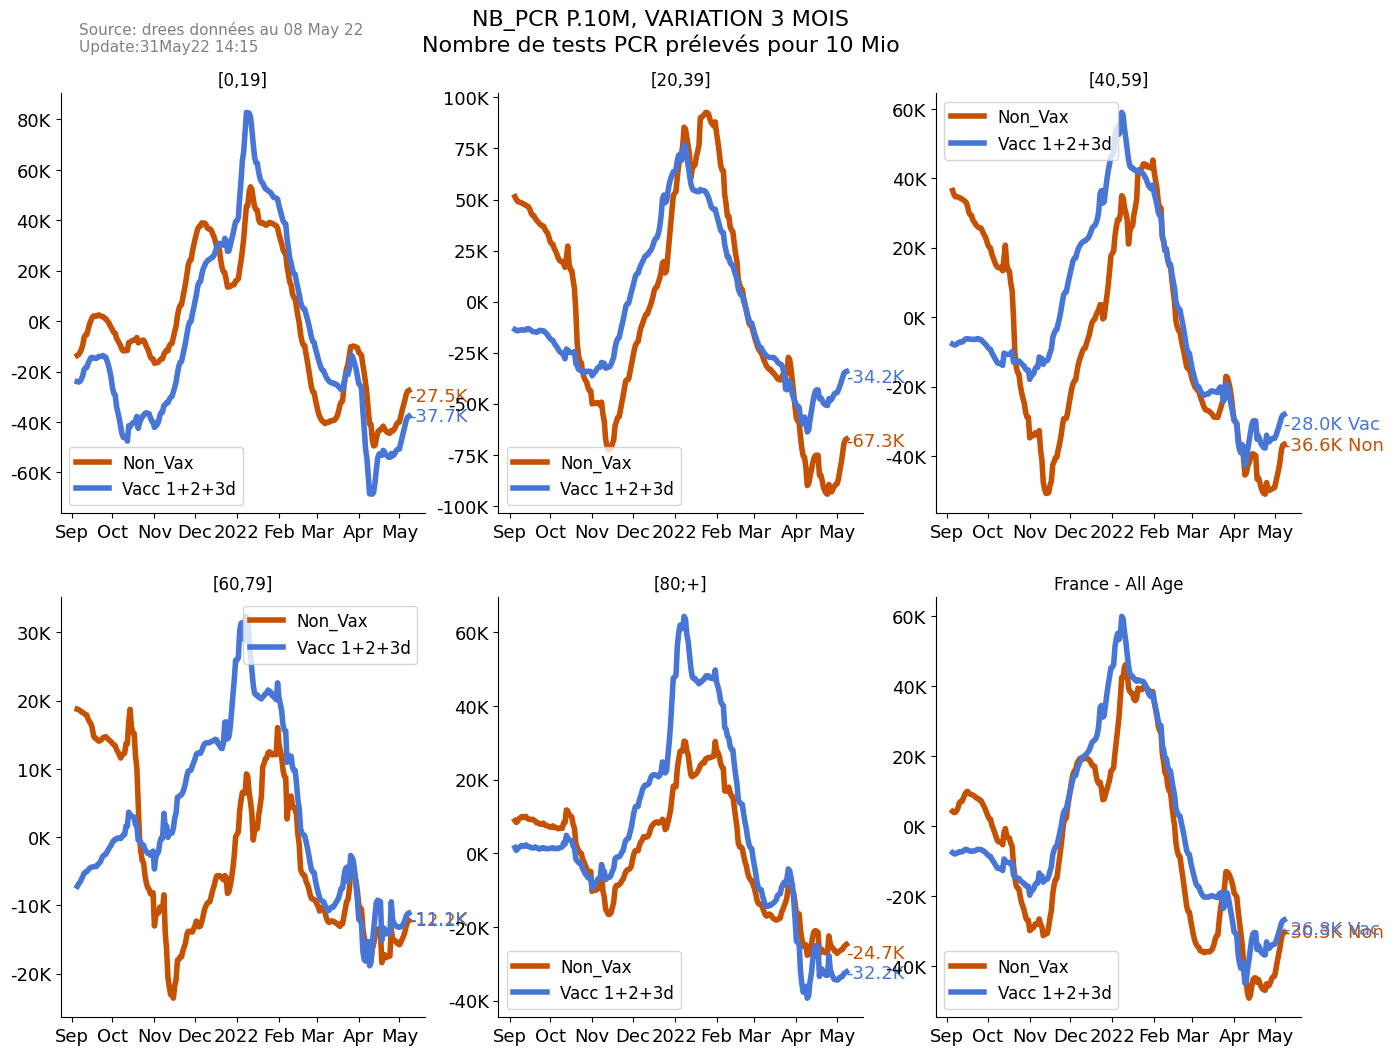 NB_PCR P.10M, VARIATION 3 MOIS
Nombre de tests PCR prélevés pour 10 Mio
Source: drees données au 08 May 22
Update:31May22 14:15
[0,19]
80K
60K
40K
20K
0K
-20K
-40K
-60K
-27.5K
-37.7K
Non_Vax
Vacc 1+2+3d
Sep Oct Nov Dec 2022 Feb Mar Apr May
[20,39]
100K
75K
50K
25K
0K
-25K
-50K
-75K
-100K
-34.2K
-67.3K
Non_Vax
Vacc 1+2+3d
Sep Oct Nov Dec 2022 Feb Mar Apr May
[40,59]
Non_Vax
Vacc 1+2+3d
60K
40K
20K
0K
-20K
-40K
-28.0K Vac
-36.6K Non
Sep Oct Nov Dec 2022 Feb Mar Apr May
[60,79]
Non_Vax
Vacc 1+2+3d
30K
20K
10K
0K
-10K
-20K
Sep Oct Nov Dec 2022 Feb Mar Apr May
[80;+]
60K
40K
20K
0K
-20K
-40K
-24.7K
-32.2K
Non_Vax
Vacc 1+2+3d
Sep Oct Nov Dec 2022 Feb Mar Apr May
France - All Age
60K
40K
20K
0K
-20K
-40K
-26.8K Vac
-30.5K Non
Non_Vax
Vacc 1+2+3d
Sep Oct Nov Dec 2022 Feb Mar Apr May